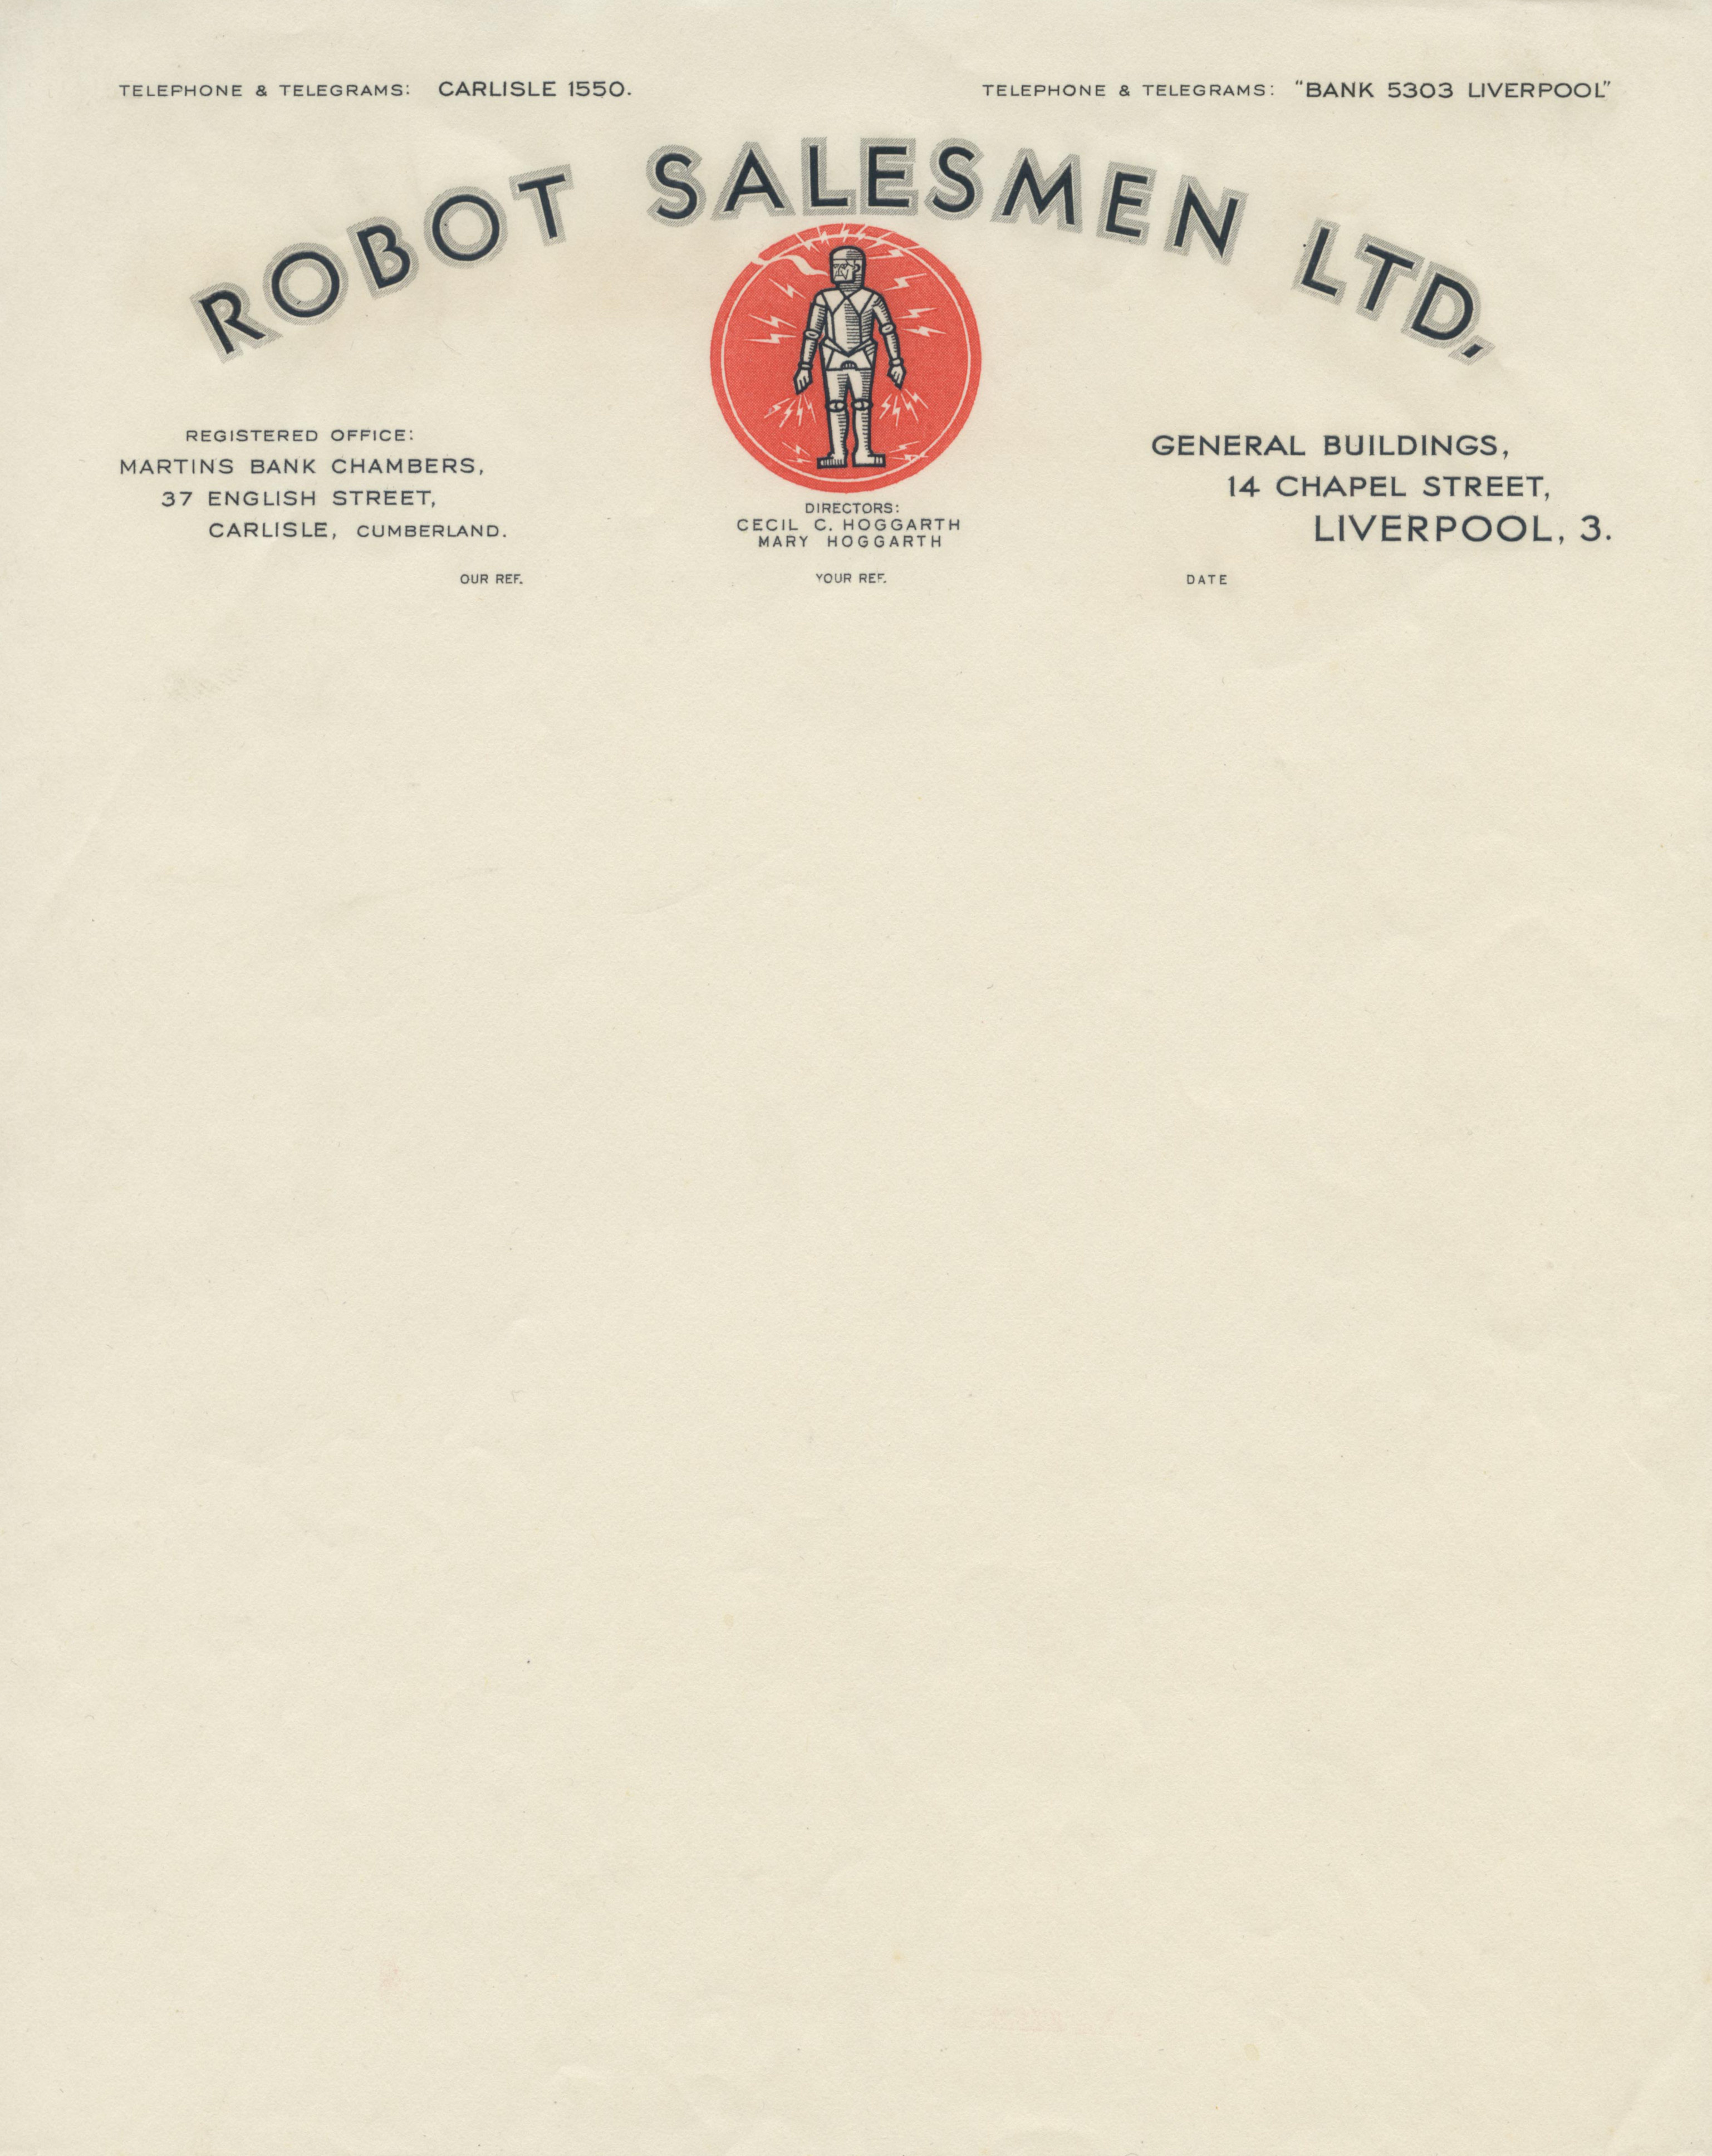 TELEPHONE & TELEGRAMS: CARLISLE 1550.
TELEPHONE & TELEGRAMS: "BANK 5303 LIVERPOOL"
ROBOT SALESMEN LTD,
REGISTERED OFFICE:
MARTINS BANK CHAMBERS,
37 ENGLISH STREET,
CARLISLE, CUMBERLAND.
DIRECTORS:
CECIL C. HOGGARTH
MARY HOGGARTH
GENERAL BUILDINGS,
14 CHAPEL STREET,
LIVERPOOL, 3.
OUR REF.
YOUR REF.
DATE